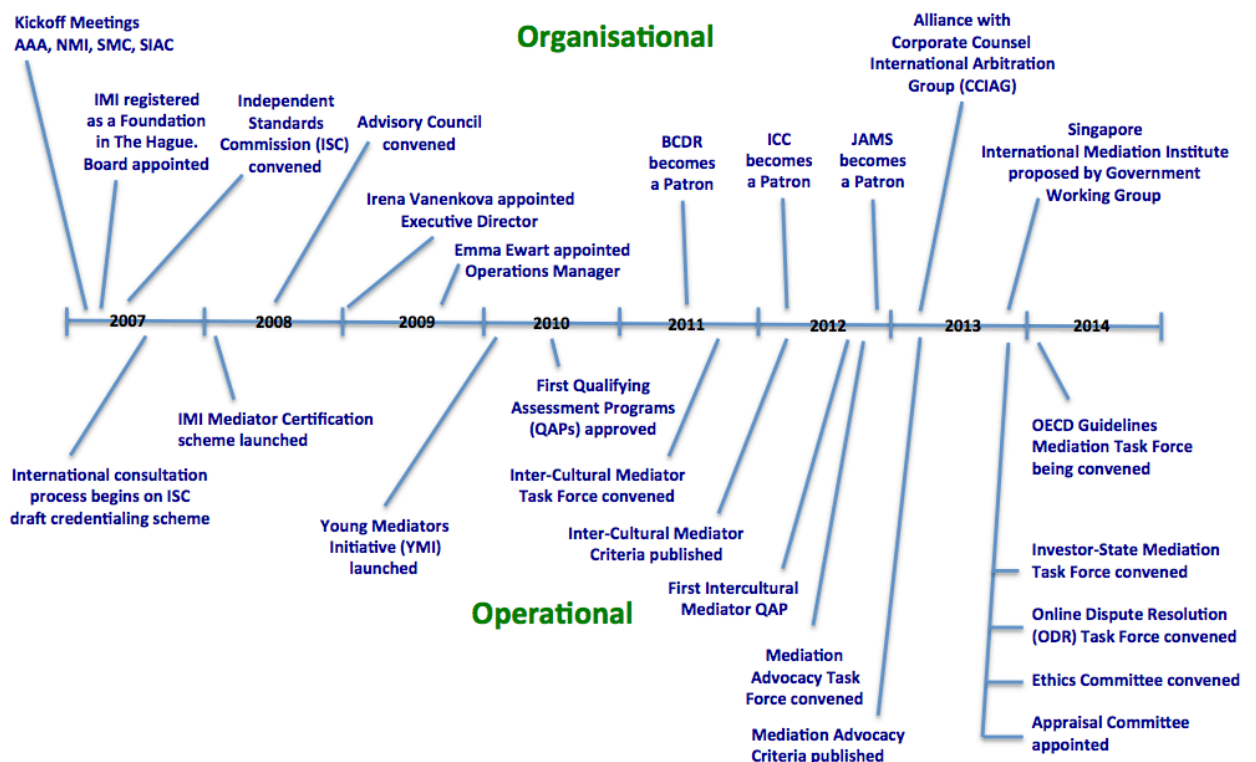 Kickoff Meetings
AAA, NMI, SMC, SIAC
Organisational
Alliance with
Corporate Counsel
International Arbitration
Group (CCIAG)
IMI registered
as a Foundation
in The Hague.
Board appointed
Independent
Standards
Commission (ISC)
convened
Advisory Council
convened
Irena Vanenkova appointed
Executive Director
Emma Ewart appointed
Operations Manager
BCDR
becomes
a Patron
ICC
becomes
a Patron
JAMS
becomes
a Patron
Singapore
International Mediation Institute
proposed by Government
Working Group
2007
2008
2009
2010
2011
2012
2013
2014
International consultation
process begins on ISC
draft credentialing scheme
IMI Mediator Certification
scheme launched
Young Mediators
Initiative (YMI)
launched
First Qualifying
Assessment Programs
(QAPs) approved
Inter-Cultural Mediator
Task Force convened
Inter-Cultural Mediator
Criteria published
First Intercultural
Mediator QAP
Mediation
Advocacy Task
Force convened
Mediation Advocacy
Criteria published
OECD Guidelines
Mediation Task Force
being convened
Investor-State Mediation
Task Force convened
Online Dispute Resolution
(ODR) Task Force convened
Ethics Committee convened
Appraisal Committee
appointed
Operational